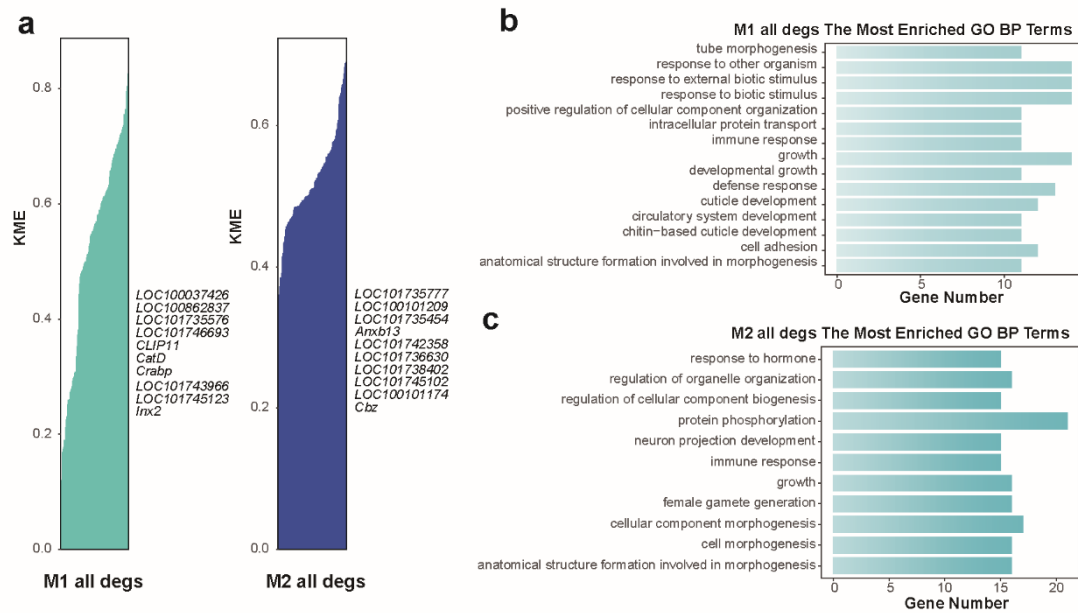 a
KME
0.8
0.6
0.4
0.2
0.0
LOC100037426
LOC100862837
LOC101735576
LOC101746693
CLIP11
CatD
Crabp
LOC101743966
LOC101745123
Inx2
M1 all degs
KME
0.6
0.4
0.2
0.0
LOC101735777
LOC100101209
LOC101735454
Anxb13
LOC101742358
LOC101736630
LOC101738402
LOC101745102
LOC100101174
Cbz
M2 all degs
b
M1 all degs The Most Enriched GO BP Terms
tube morphogenesis
response to other organism
response to external biotic stimulus
response to biotic stimulus
positive regulation of cellular component organization
intracellular protein transport
immune response
growth
developmental growth
defense response
cuticle development
circulatory system development
chitin−based cuticle development
cell adhesion
anatomical structure formation involved in morphogenesis
0 5 10
Gene Number
c
M2 all degs The Most Enriched GO BP Terms
response to hormone
regulation of organelle organization
regulation of cellular component biogenesis
protein phosphorylation
neuron projection development
immune response
growth
female gamete generation
cellular component morphogenesis
cell morphogenesis
anatomical structure formation involved in morphogenesis
0 5 10 15 20
Gene Number